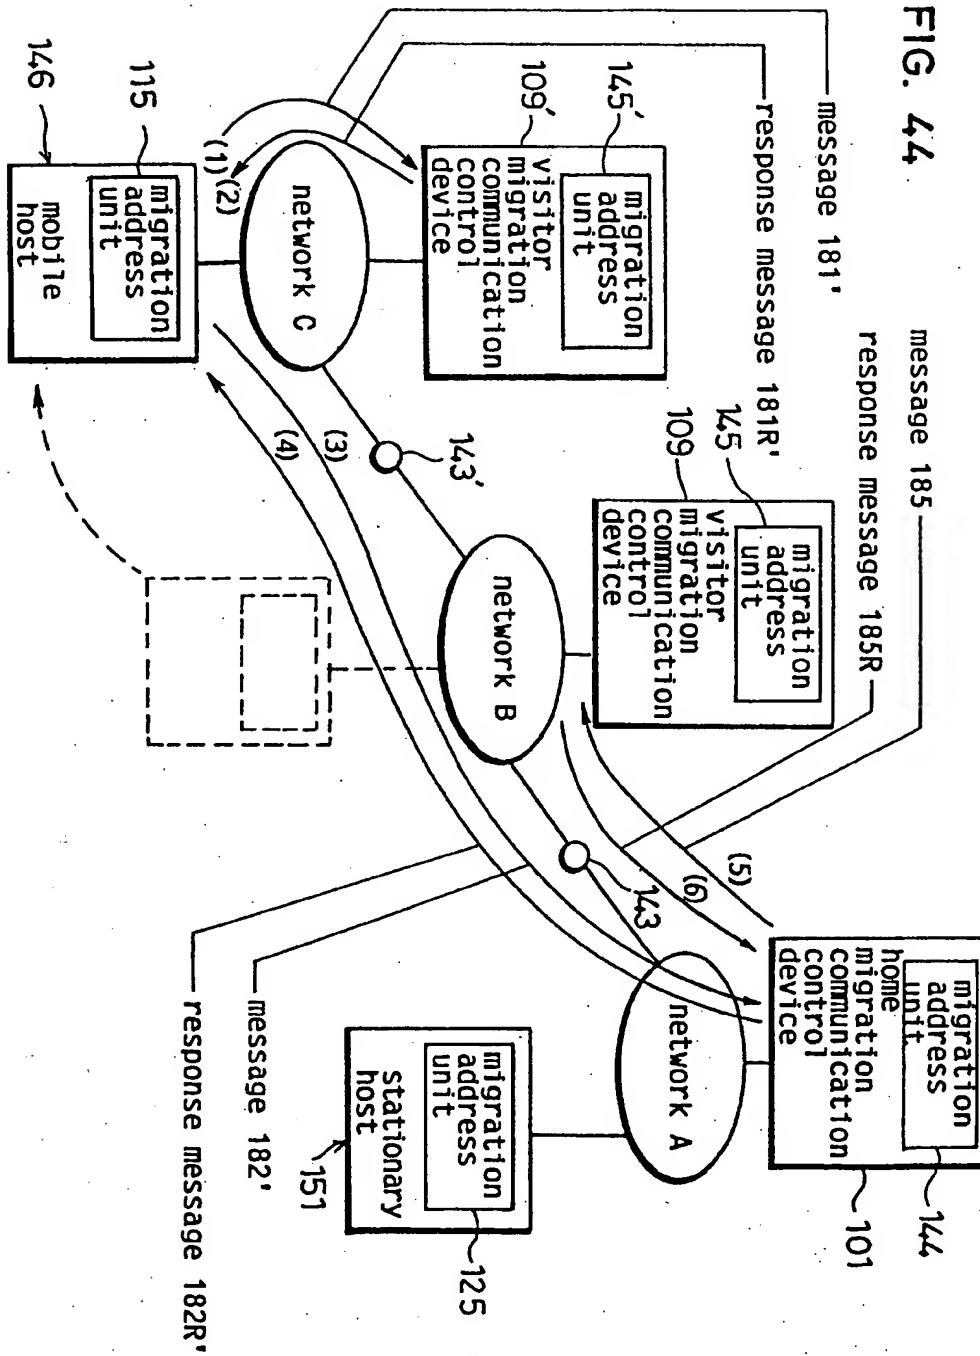 FIG. 44
message 181'
response message 181R'
message 185
response message 185R
145'
migration
address
unit
109'
visitor
migration
communication
control
device
145
migration
address
unit
109
visitor
migration
communication
control
device
migration
address
unit
144
home
migration
communication
control
device
101
(1)
(2)
network C
143'
network B
(5)
(6)
143
network A
115
migration
address
unit
146
mobile
host
(3)
(4)
migration
address
unit
125
stationary
host
151
message 182'
response message 182R'